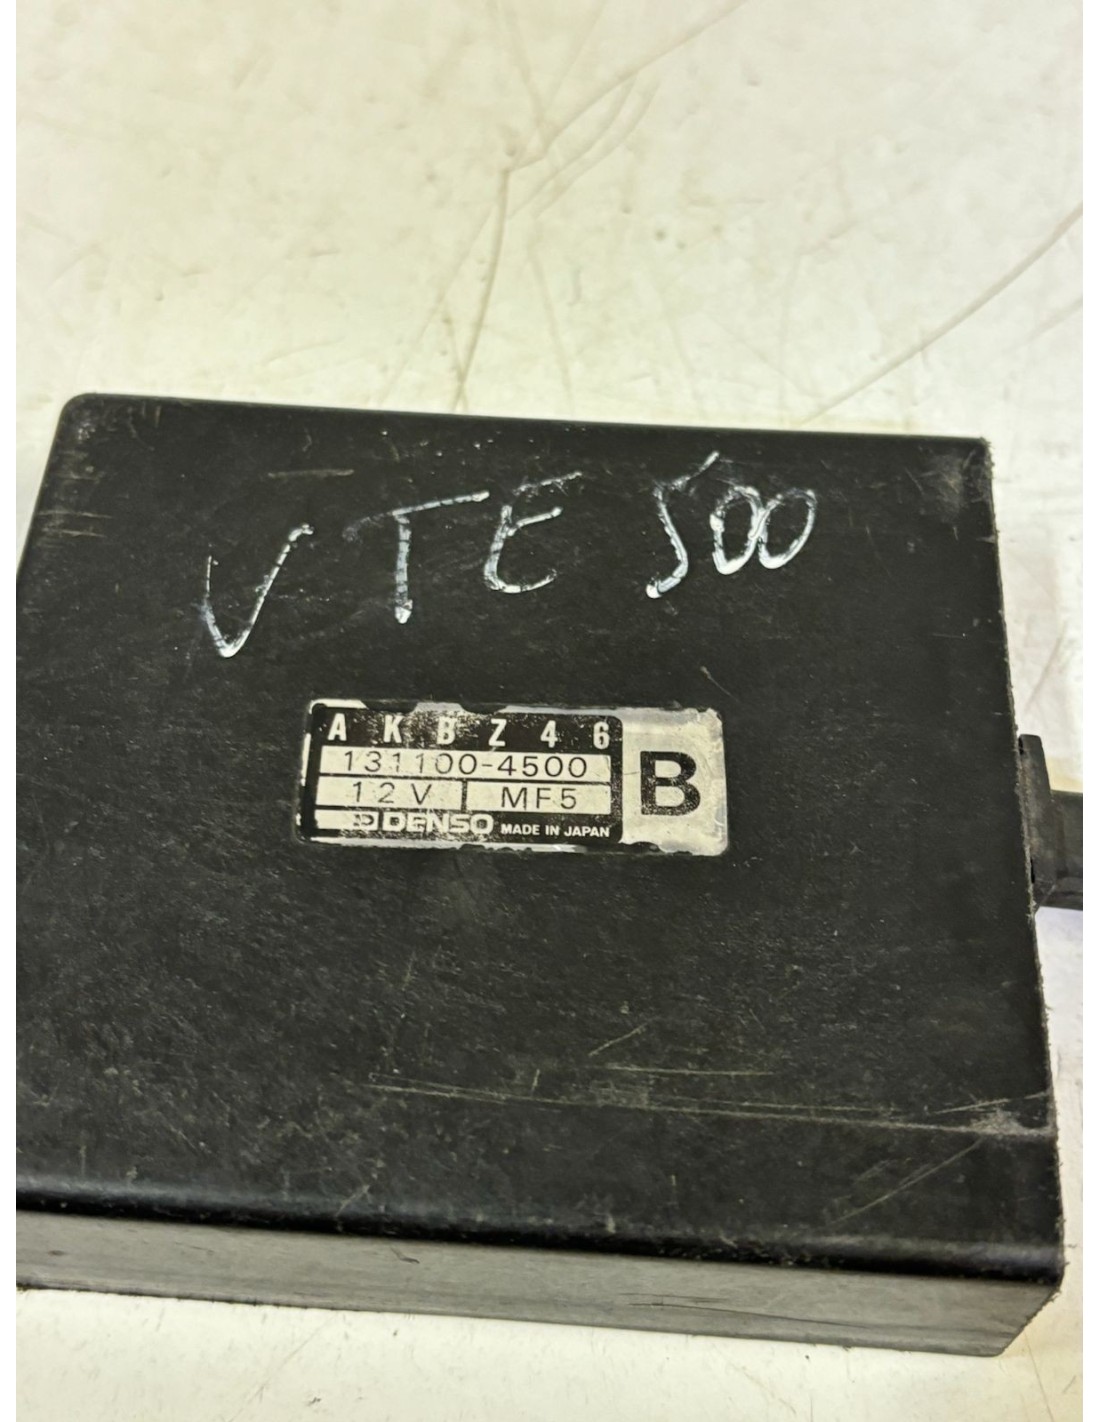 VTE 500
AKBZ46
131100-4500
12V MF5
B
DENSO MADE IN JAPAN